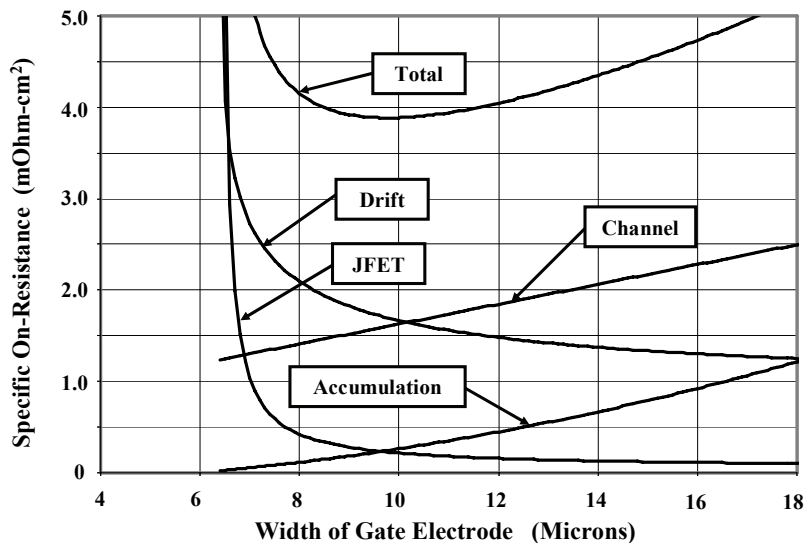 5.0
4.0
3.0
2.0
1.0
0
Specific On-Resistance (mOhm-cm²)
Total
Drift
Channel
JFET
Accumulation
4 6 8 10 12 14 16 18
Width of Gate Electrode (Microns)